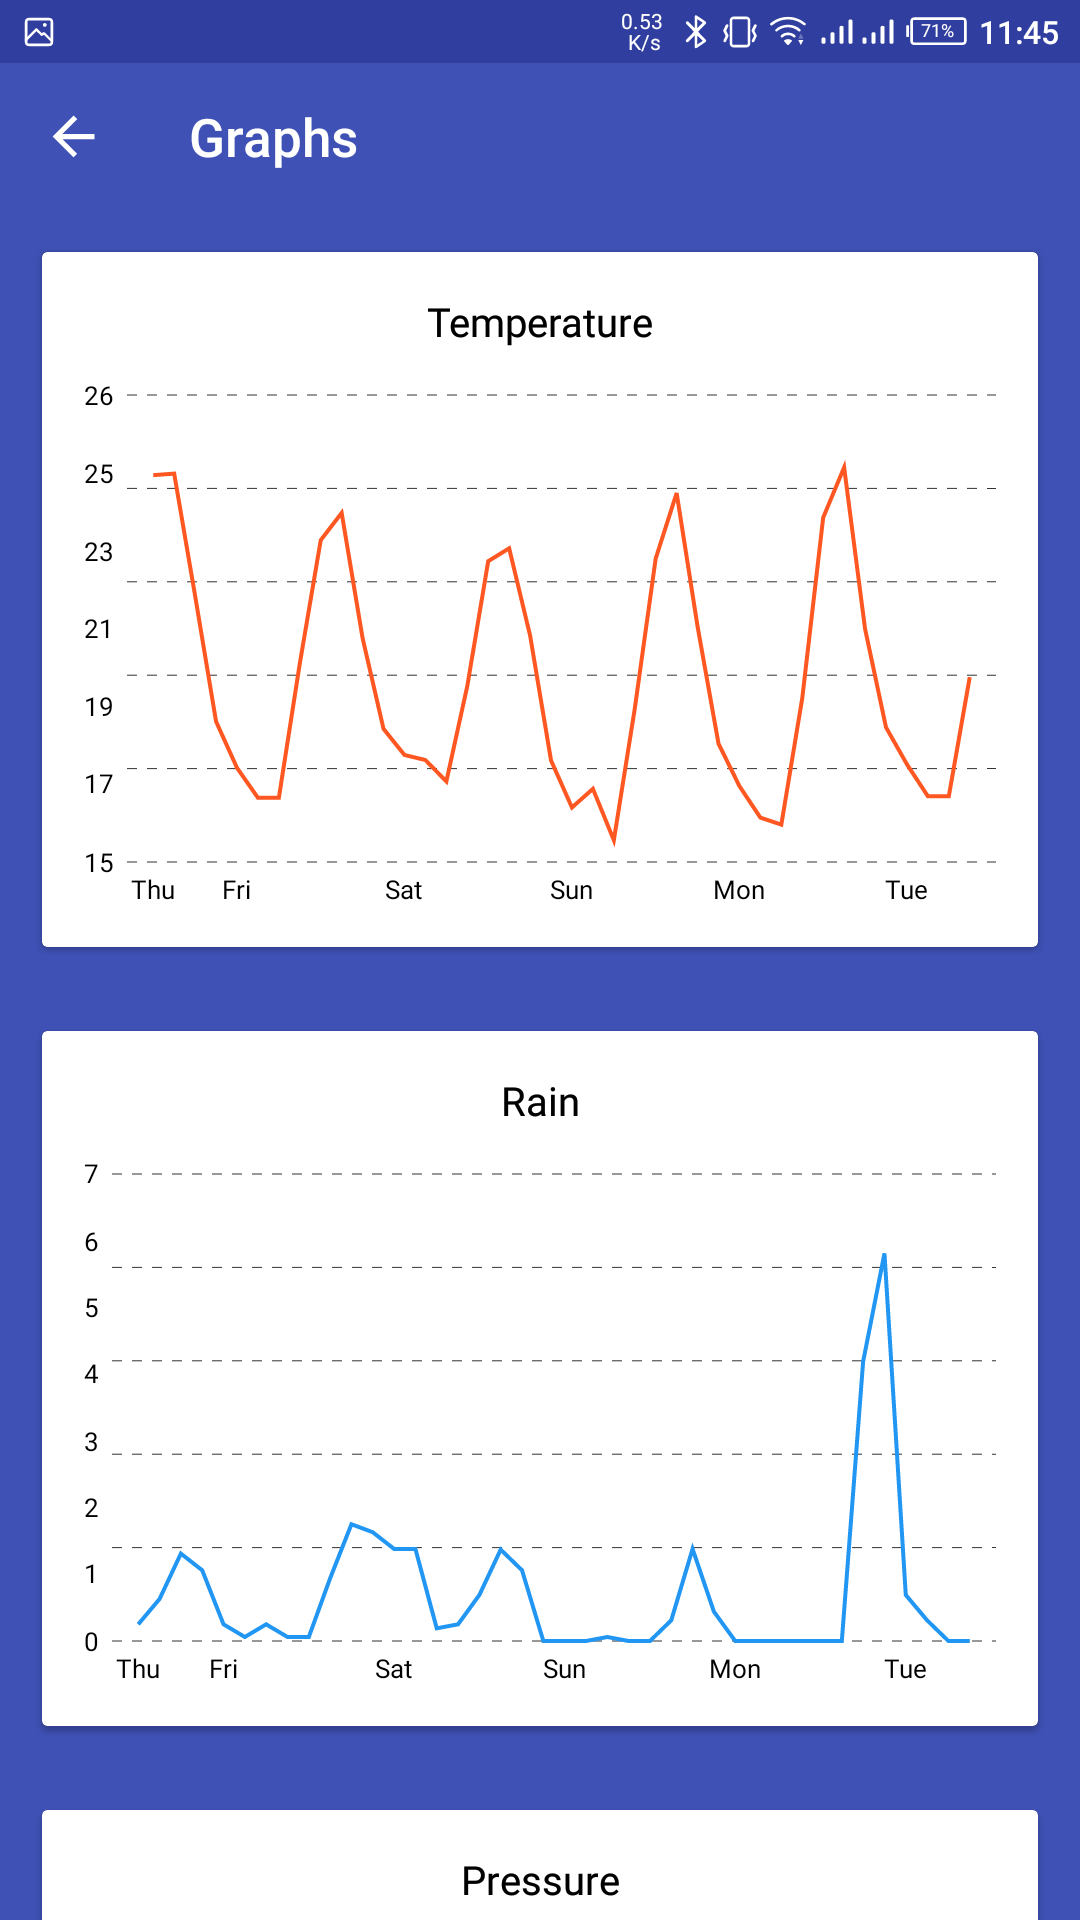 0.53
K/s
71%
11:45
Graphs
Temperature
26
25
23
21
19
17
15
Thu Fri Sat Sun Mon Tue
Rain
7
6
5
4
3
2
1
0
Thu Fri Sat Sun Mon Tue
Pressure